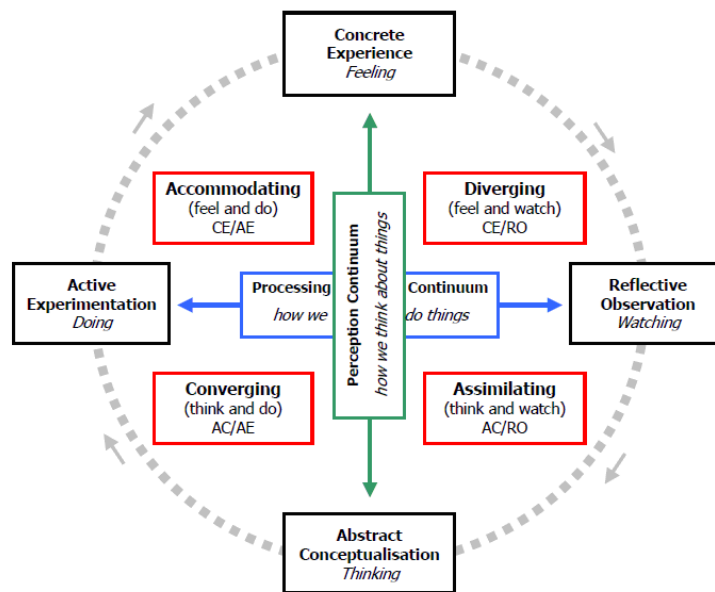 Concrete
Experience
Feeling
Accommodating
(feel and do)
CE/AE
Diverging
(feel and watch)
CE/RO
Active
Experimentation
Doing
Processing Continuum
how we do things
Perception Continuum
how we think about things
Reflective
Observation
Watching
Converging
(think and do)
AC/AE
Assimilating
(think and watch)
AC/RO
Abstract
Conceptualisation
Thinking